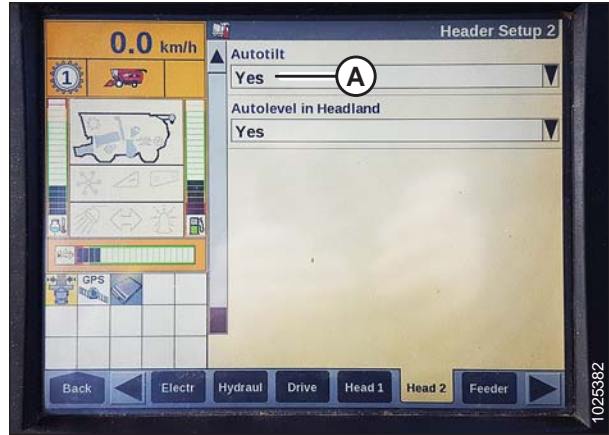 Header Setup 2
0.0 km/h
1
Autotilt
Yes
A
Autolevel in Headland
Yes
GPS
Back
Electr
Hydraul
Drive
Head 1
Head 2
Feeder
1025382